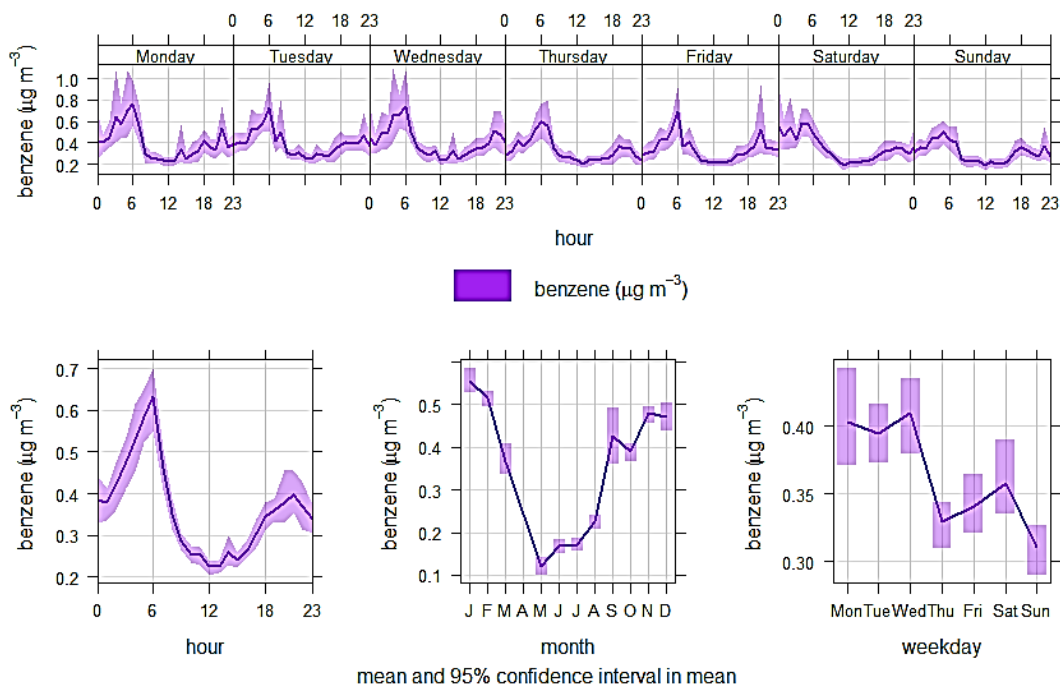 0 6 12 18 23 0 6 12 18 23 0 6 12 18 23
Monday Tuesday Wednesday Thursday Friday Saturday Sunday
benzene (µg m⁻³)
1.0
0.8
0.6
0.4
0.2
0 6 12 18 23 0 6 12 18 23 0 6 12 18 23 0 6 12 18 23
hour
benzene (µg m⁻³)
benzene (µg m⁻³)
0.7
0.6
0.5
0.4
0.3
0.2
0 6 12 18 23
hour
benzene (µg m⁻³)
0.5
0.4
0.3
0.2
0.1
J F M A M J J A S O N D
month
benzene (µg m⁻³)
0.40
0.35
0.30
Mon Tue Wed Thu Fri Sat Sun
weekday
mean and 95% confidence interval in mean